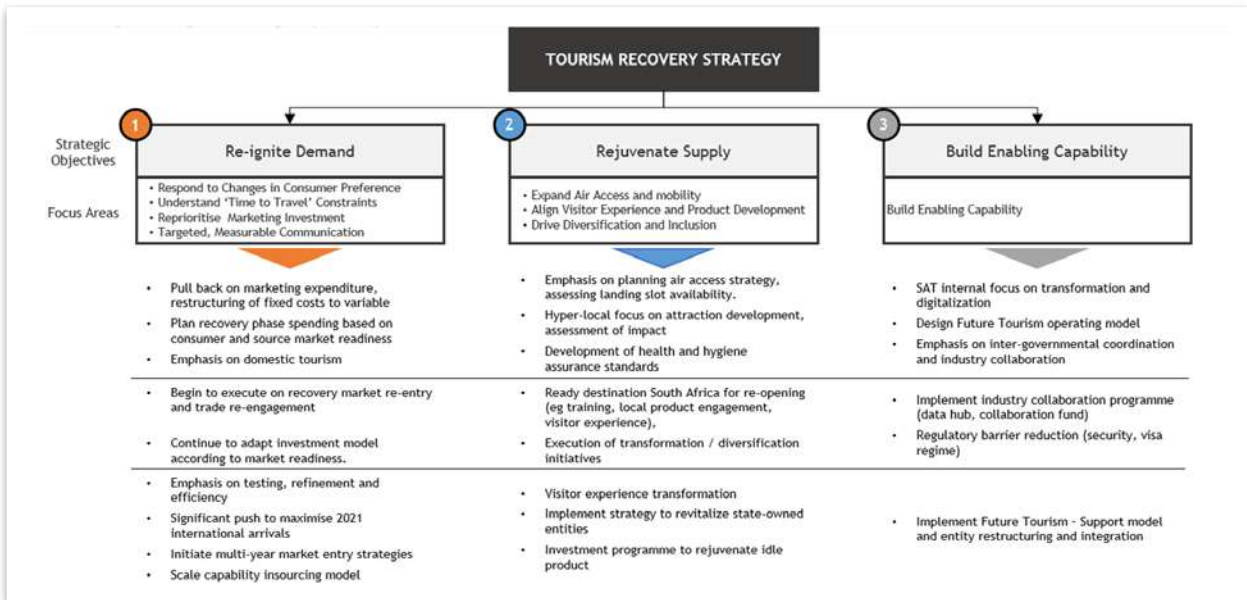 TOURISM RECOVERY STRATEGY
1
2
3
Strategic
Objectives
Re-ignite Demand
Rejuvenate Supply
Build Enabling Capability
Focus Areas
• Respond to Changes in Consumer Preference
• Understand ‘Time to Travel’ Constraints
• Reprioritise Marketing Investment
• Targeted, Measurable Communication
• Expand Air Access and mobility
• Align Visitor Experience and Product Development
• Drive Diversification and Inclusion
Build Enabling Capability
• Pull back on marketing expenditure,
restructuring of fixed costs to variable
• Plan recovery phase spending based on
consumer and source market readiness
• Emphasis on domestic tourism
• Emphasis on planning air access strategy,
assessing landing slot availability.
• Hyper-local focus on attraction development,
assessment of impact
• Development of health and hygiene
assurance standards
• SAT internal focus on transformation and
digitalization
• Design Future Tourism operating model
• Emphasis on inter-governmental coordination
and industry collaboration
• Begin to execute on recovery market re-entry
and trade re-engagement
• Continue to adapt investment model
according to market readiness.
• Ready destination South Africa for re-opening
(eg training, local product engagement,
visitor experience),
• Execution of transformation / diversification
initiatives
• Implement industry collaboration programme
(data hub, collaboration fund)
• Regulatory barrier reduction (security, visa
regime)
• Emphasis on testing, refinement and
efficiency
• Significant push to maximise 2021
international arrivals
• Initiate multi-year market entry strategies
• Scale capability insourcing model
• Visitor experience transformation
• Implement strategy to revitalize state-owned
entities
• Investment programme to rejuvenate idle
product
• Implement Future Tourism - Support model
and entity restructuring and integration